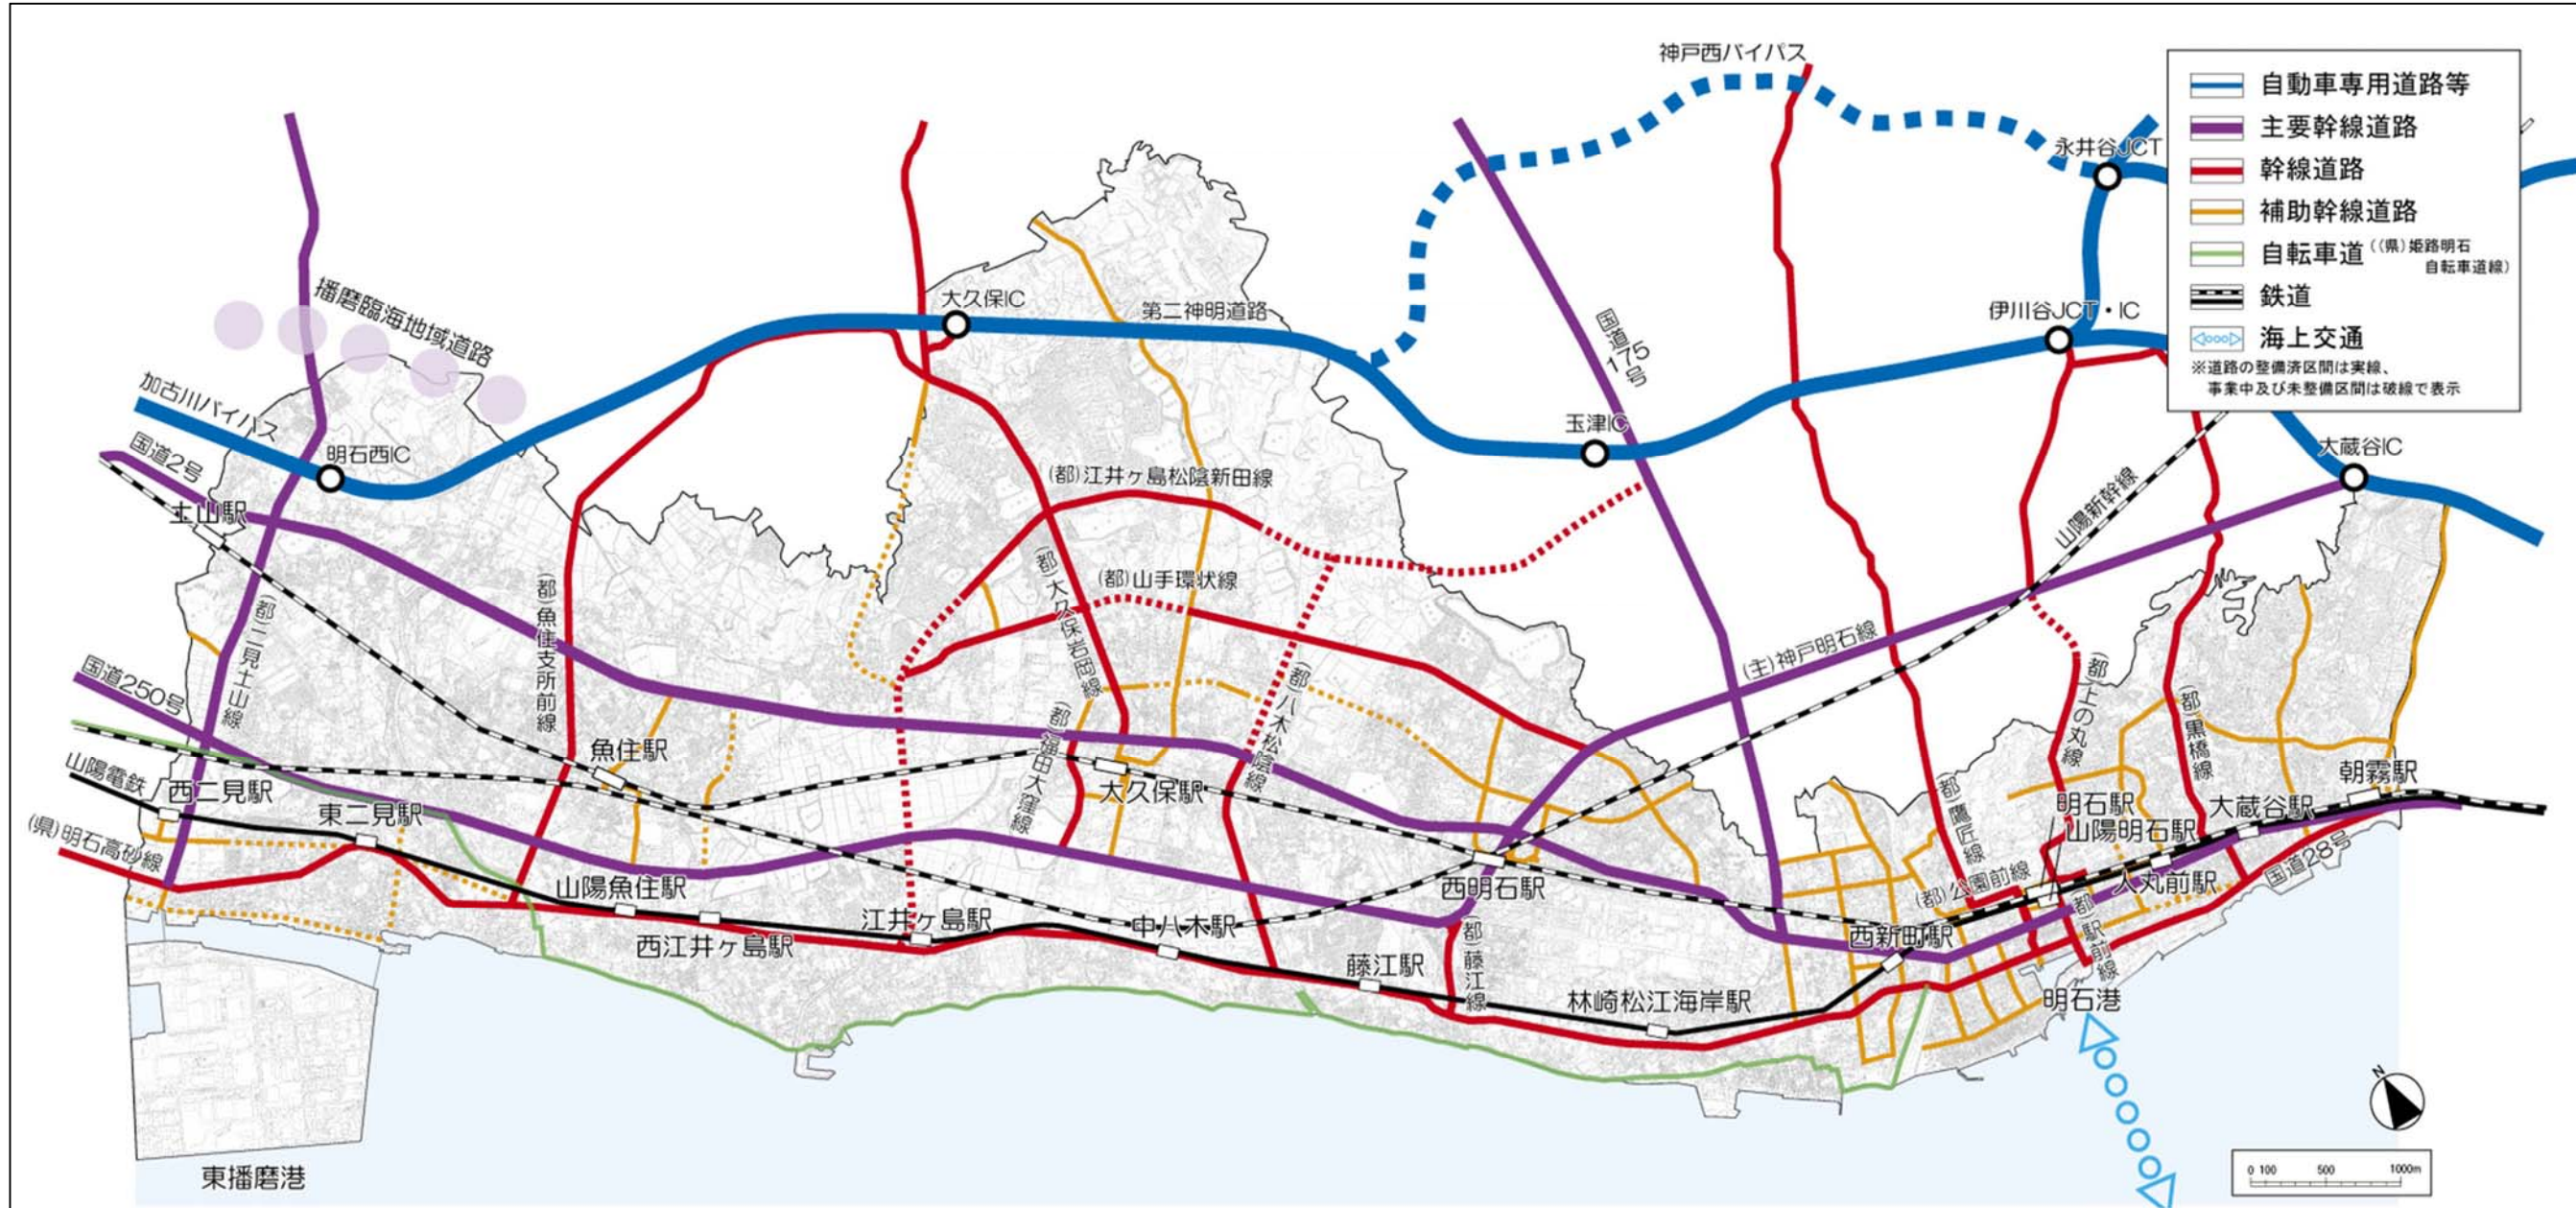 神戸西バイパス
自動車専用道路等
主要幹線道路
幹線道路
補助幹線道路
自転車道((県)姫路明石
自転車道線)
鉄道
海上交通
※道路の整備済区間は実線、
事業中及び未整備区間は破線で表示
永井谷JCT
伊川谷JCT・IC
大蔵谷IC
播磨臨海地域道路
大久保IC
第二神明道路
国道
175
号
玉津IC
加古川バイパス
明石西IC
国道2号
土山駅
(都)江井ヶ島松陰新田線
(都)山手環状線
山陽新幹線
(都)二見土山線
(都)魚住支所前線
(都)大久保岩岡線
(主)神戸明石線
国道250号
(都)福田大窪線
(都)八木松陰線
(都)上の丸線
(都)黒橋線
山陽電鉄
西二見駅
東二見駅
魚住駅
大久保駅
(都)鷹匠線
明石駅
山陽明石駅
大蔵谷駅
朝霧駅
(県)明石高砂線
山陽魚住駅
西江井ヶ島駅
江井ヶ島駅
中八木駅
西明石駅
(都)公園前線
人丸前駅
国道28号
藤江駅
(都)藤江線
西新町駅
(都)駅前線
林崎松江海岸駅
明石港
東播磨港
N
0 100 500 1000m